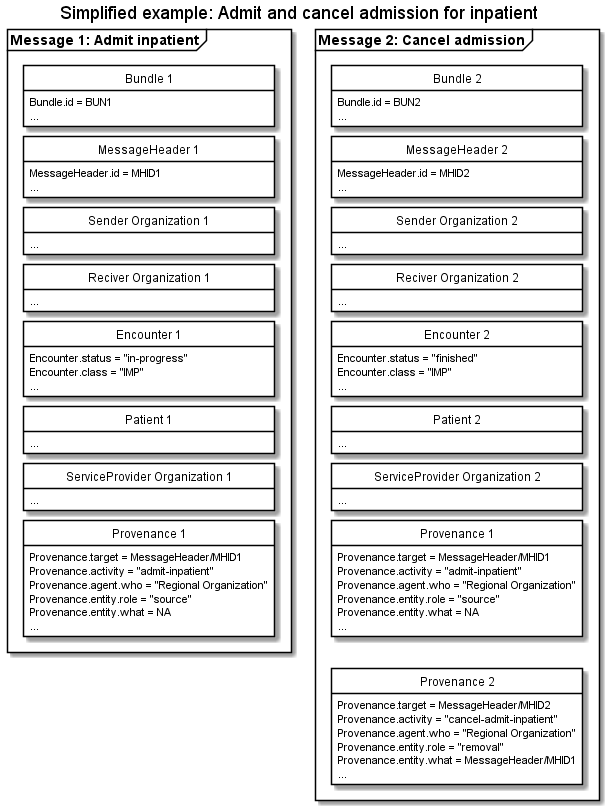 Simplified example: Admit and cancel admission for inpatient
Message 1: Admit inpatient
Bundle 1
Bundle.id = BUN1
...
MessageHeader 1
MessageHeader.id = MHID1
...
Sender Organization 1
...
Reciver Organization 1
...
Encounter 1
Encounter.status = "in-progress"
Encounter.class = "IMP"
...
Patient 1
...
ServiceProvider Organization 1
...
Provenance 1
Provenance.target = MessageHeader/MHID1
Provenance.activity = "admit-inpatient"
Provenance.agent.who = "Regional Organization"
Provenance.entity.role = "source"
Provenance.entity.what = NA
...
Message 2: Cancel admission
Bundle 2
Bundle.id = BUN2
...
MessageHeader 2
MessageHeader.id = MHID2
...
Sender Organization 2
...
Reciver Organization 2
...
Encounter 2
Encounter.status = "finished"
Encounter.class = "IMP"
...
Patient 2
...
ServiceProvider Organization 2
...
Provenance 1
Provenance.target = MessageHeader/MHID1
Provenance.activity = "admit-inpatient"
Provenance.agent.who = "Regional Organization"
Provenance.entity.role = "source"
Provenance.entity.what = NA
...
Provenance 2
Provenance.target = MessageHeader/MHID2
Provenance.activity = "cancel-admit-inpatient"
Provenance.agent.who = "Regional Organization"
Provenance.entity.role = "removal"
Provenance.entity.what = MessageHeader/MHID1
...